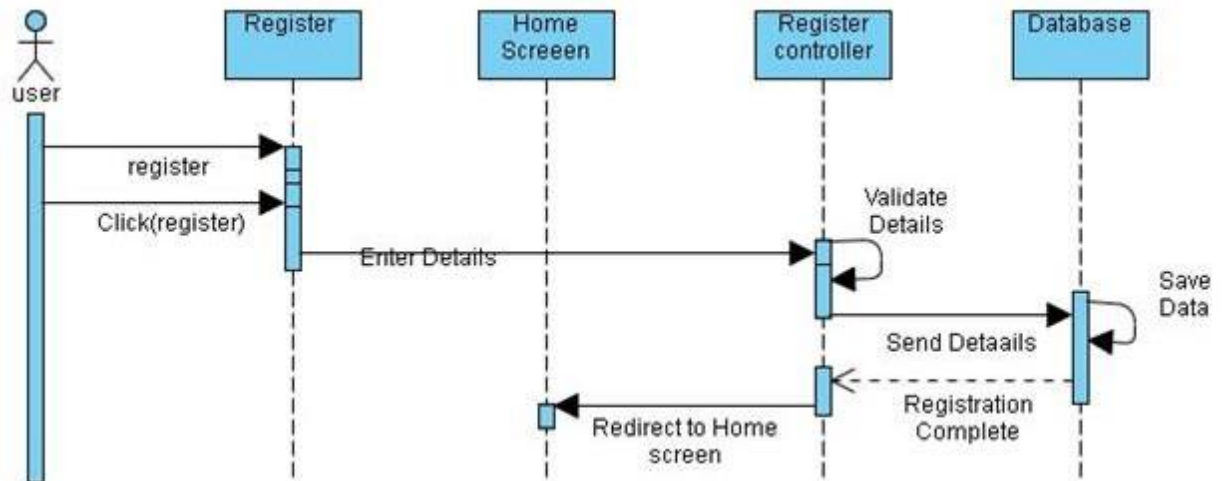 user
Register
Home
Screeen
Register
controller
Database
register
Click(register)
Enter Details
Validate
Details
Save
Data
Send Detaails
Registration
Complete
Redirect to Home
screen